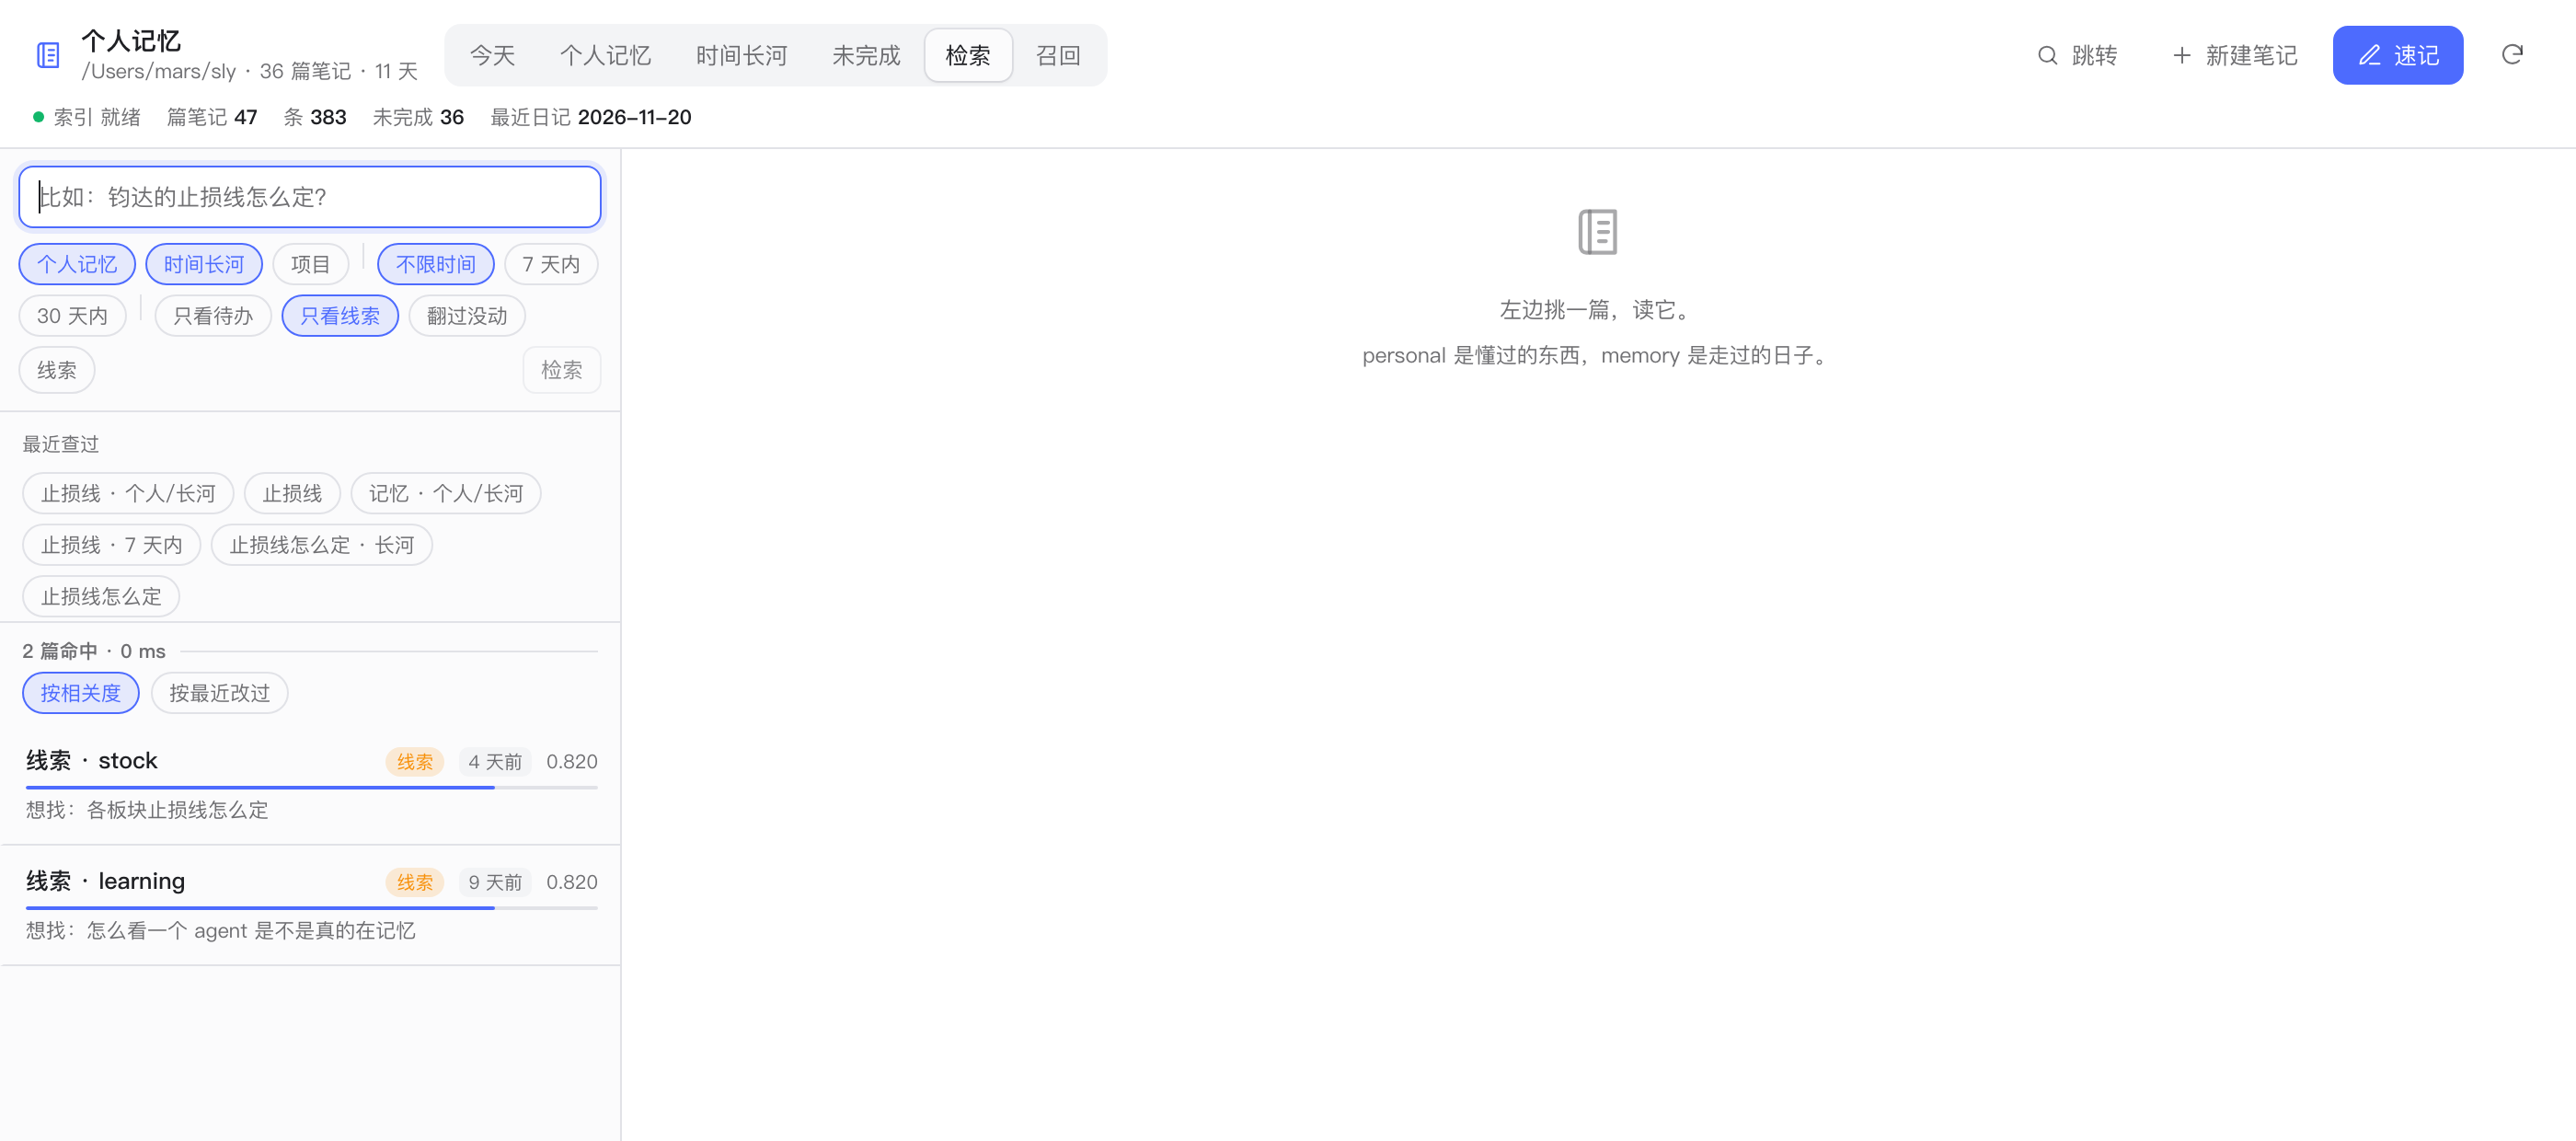 个人记忆
/Users/mars/sly · 36 篇笔记 · 11 天
今天 个人记忆 时间长河 未完成 检索 召回
跳转 新建笔记 速记
索引 就绪 篇笔记 47 条 383 未完成 36 最近日记 2026-11-20
比如：钧达的止损线怎么定？
个人记忆 时间长河 项目 不限时间 7 天内
30 天内 只看待办 只看线索 翻过没动
线索 检索
最近查过
止损线 · 个人/长河 止损线 记忆 · 个人/长河
止损线 · 7 天内 止损线怎么定 · 长河
止损线怎么定
2 篇命中 · 0 ms
按相关度 按最近改过
线索 · stock 线索 4 天前 0.820
想找：各板块止损线怎么定
线索 · learning 线索 9 天前 0.820
想找：怎么看一个 agent 是不是真的在记忆
左边挑一篇，读它。
personal 是懂过的东西，memory 是走过的日子。